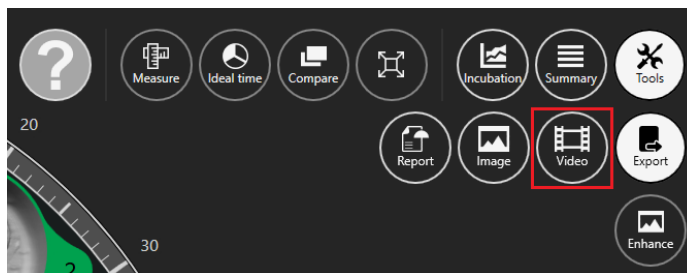 ?
Measure
Ideal time
Compare
Incubation
Summary
Tools
20
Report
Image
Video
Export
30
Enhance
2